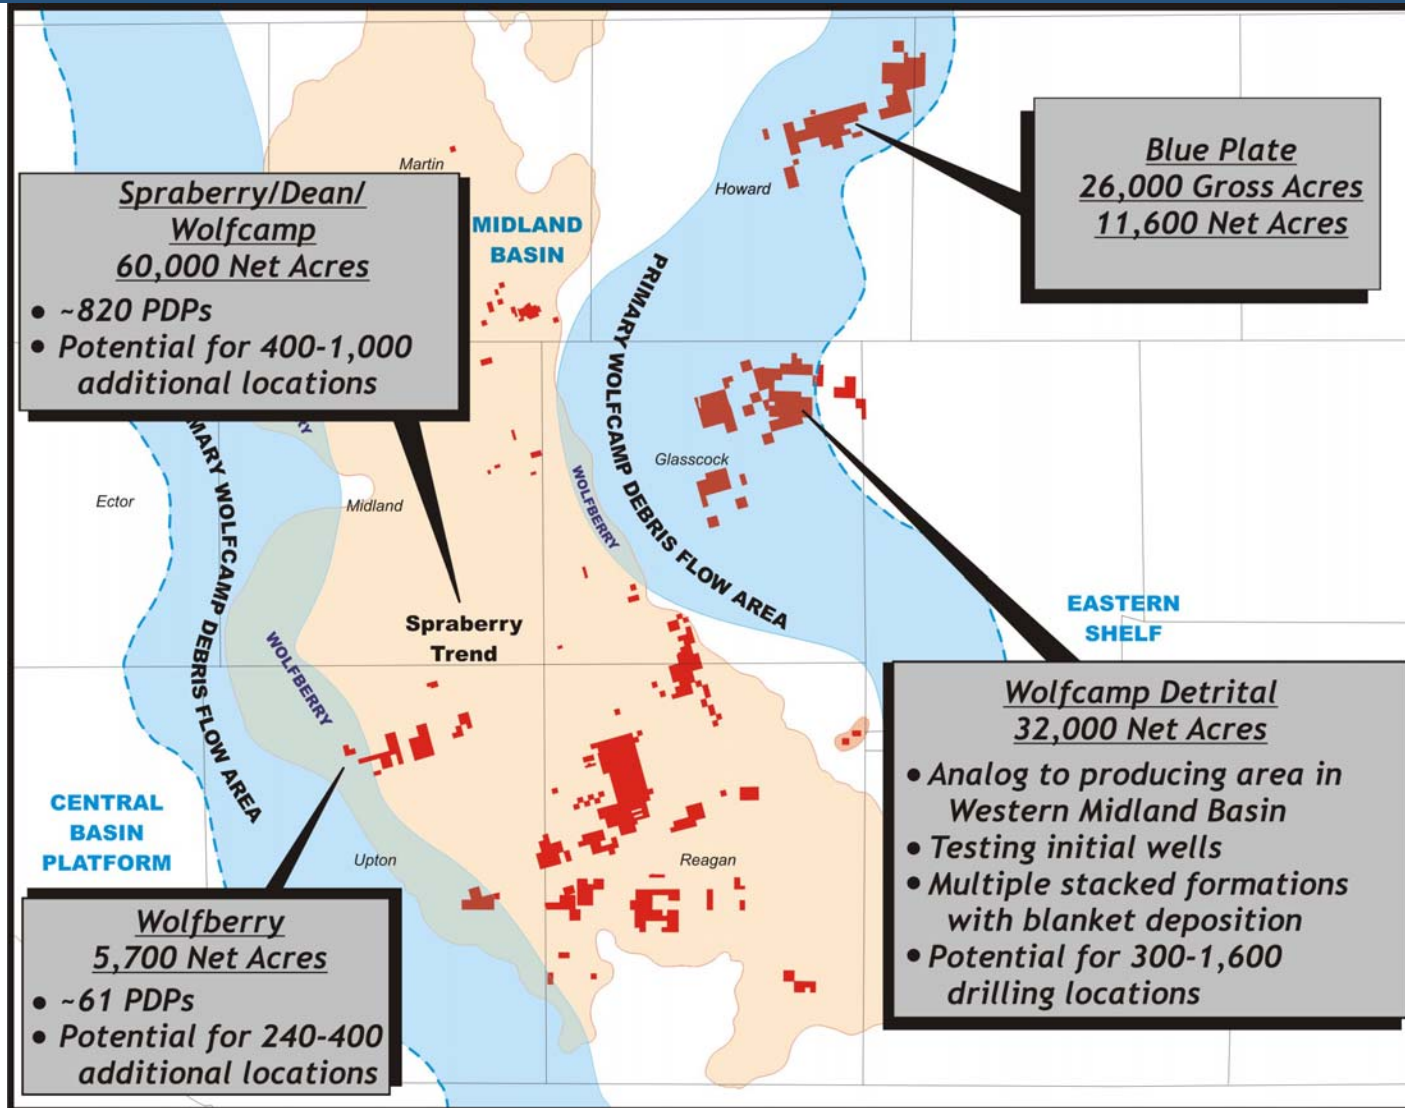 Martin
Howard
Spraberry/Dean/
Wolfcamp
60,000 Net Acres
• ~820 PDPs
• Potential for 400-1,000
additional locations
MIDLAND
BASIN
Blue Plate
26,000 Gross Acres
11,600 Net Acres
PRIMARY WOLFCAMP DEBRIS FLOW AREA
WOLFBERRY
Glasscock
Ector
Midland
MARY WOLFCAMP DEBRIS FLOW AREA
RY
WOLFBERRY
Spraberry
Trend
EASTERN
SHELF
CENTRAL
BASIN
PLATFORM
Upton
Reagan
Wolfberry
5,700 Net Acres
• ~61 PDPs
• Potential for 240-400
additional locations
Wolfcamp Detrital
32,000 Net Acres
• Analog to producing area in
Western Midland Basin
• Testing initial wells
• Multiple stacked formations
with blanket deposition
• Potential for 300-1,600
drilling locations